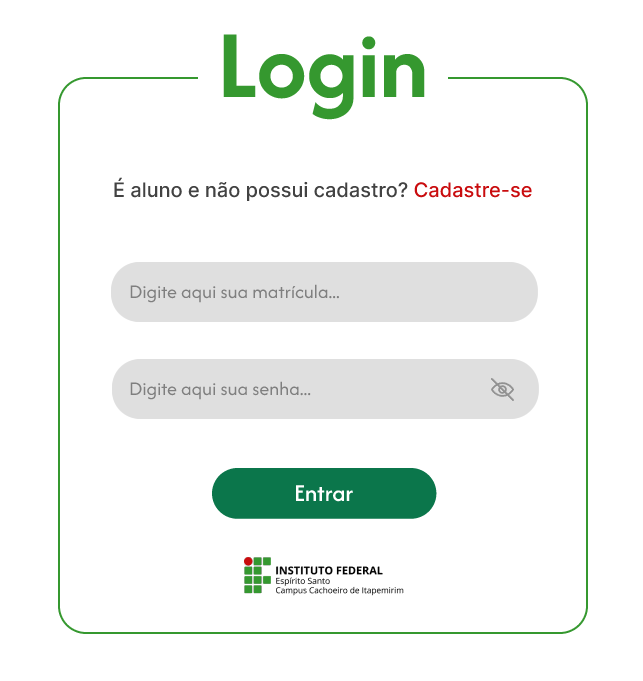 Login
É aluno e não possui cadastro? Cadastre-se
Digite aqui sua matrícula...
Digite aqui sua senha...
Entrar
INSTITUTO FEDERAL
Espírito Santo
Campus Cachoeiro de Itapemirim